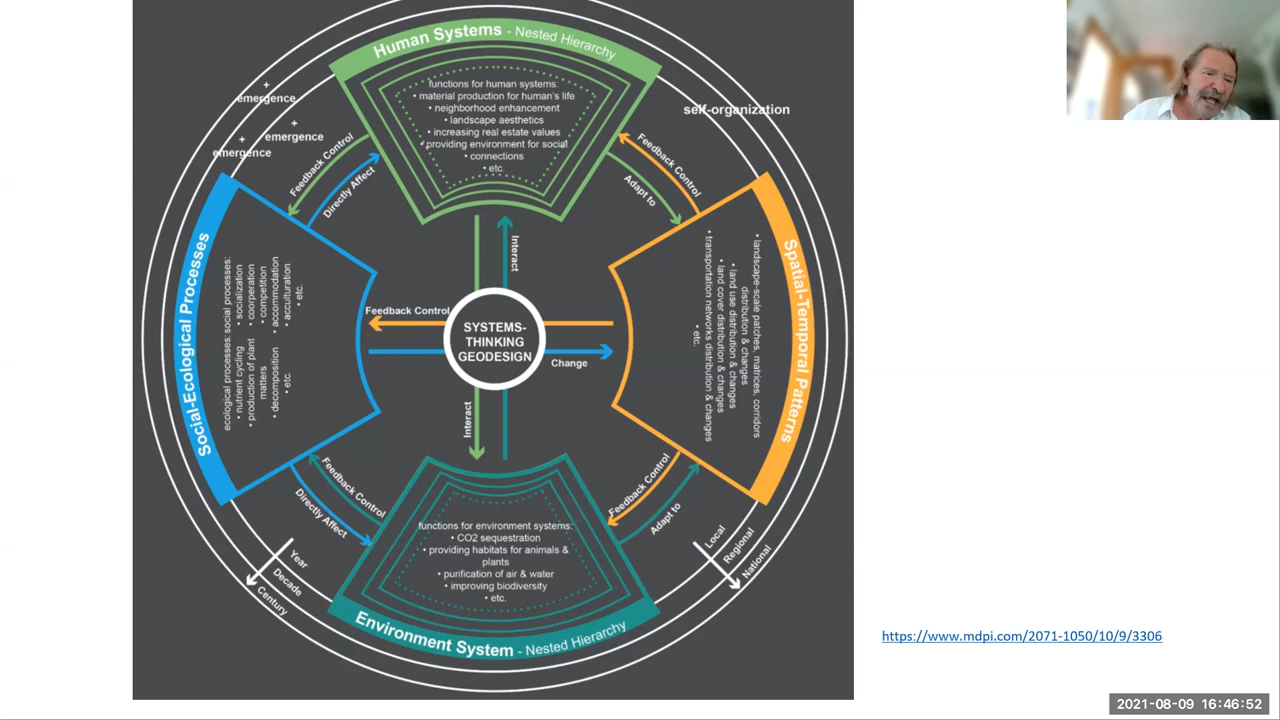 Human Systems - Nested Hierarchy
functions for human systems:
• material production for human's life
• neighborhood enhancement
• landscape aesthetics
• increasing real estate values
• providing environment for social
• connections
• etc.
+
emergence
+
emergence
+
emergence
self-organization
Feedback Control
Directly Affect
Feedback Control
Adapt to
Social-Ecological Processes
ecological processes:
• nutrient cycling
• production of plant
matters
• decomposition
• etc.
social processes:
• socialization
• coorperation
• competition
• accommodation
• acculturation
• etc.
Interact
Feedback Control
SYSTEMS-
THINKING
GEODESIGN
Change
Interact
Spatial-Temporal Patterns
• landscape-scale patches, matrices, corridors
distribution & changes
• land use distribution & changes
• land cover distribution & changes
• transportation networks distribution & changes
• etc.
Feedback Control
Directly Affect
Feedback Control
Adapt to
Year
Decade
Century
Local
Regional
National
functions for environment systems:
• CO2 sequestration
• providing habitats for animals &
plants
• purification of air & water
• improving biodiversity
• etc.
Environment System - Nested Hierarchy
https://www.mdpi.com/2071-1050/10/9/3306
2021-08-09 16:46:52